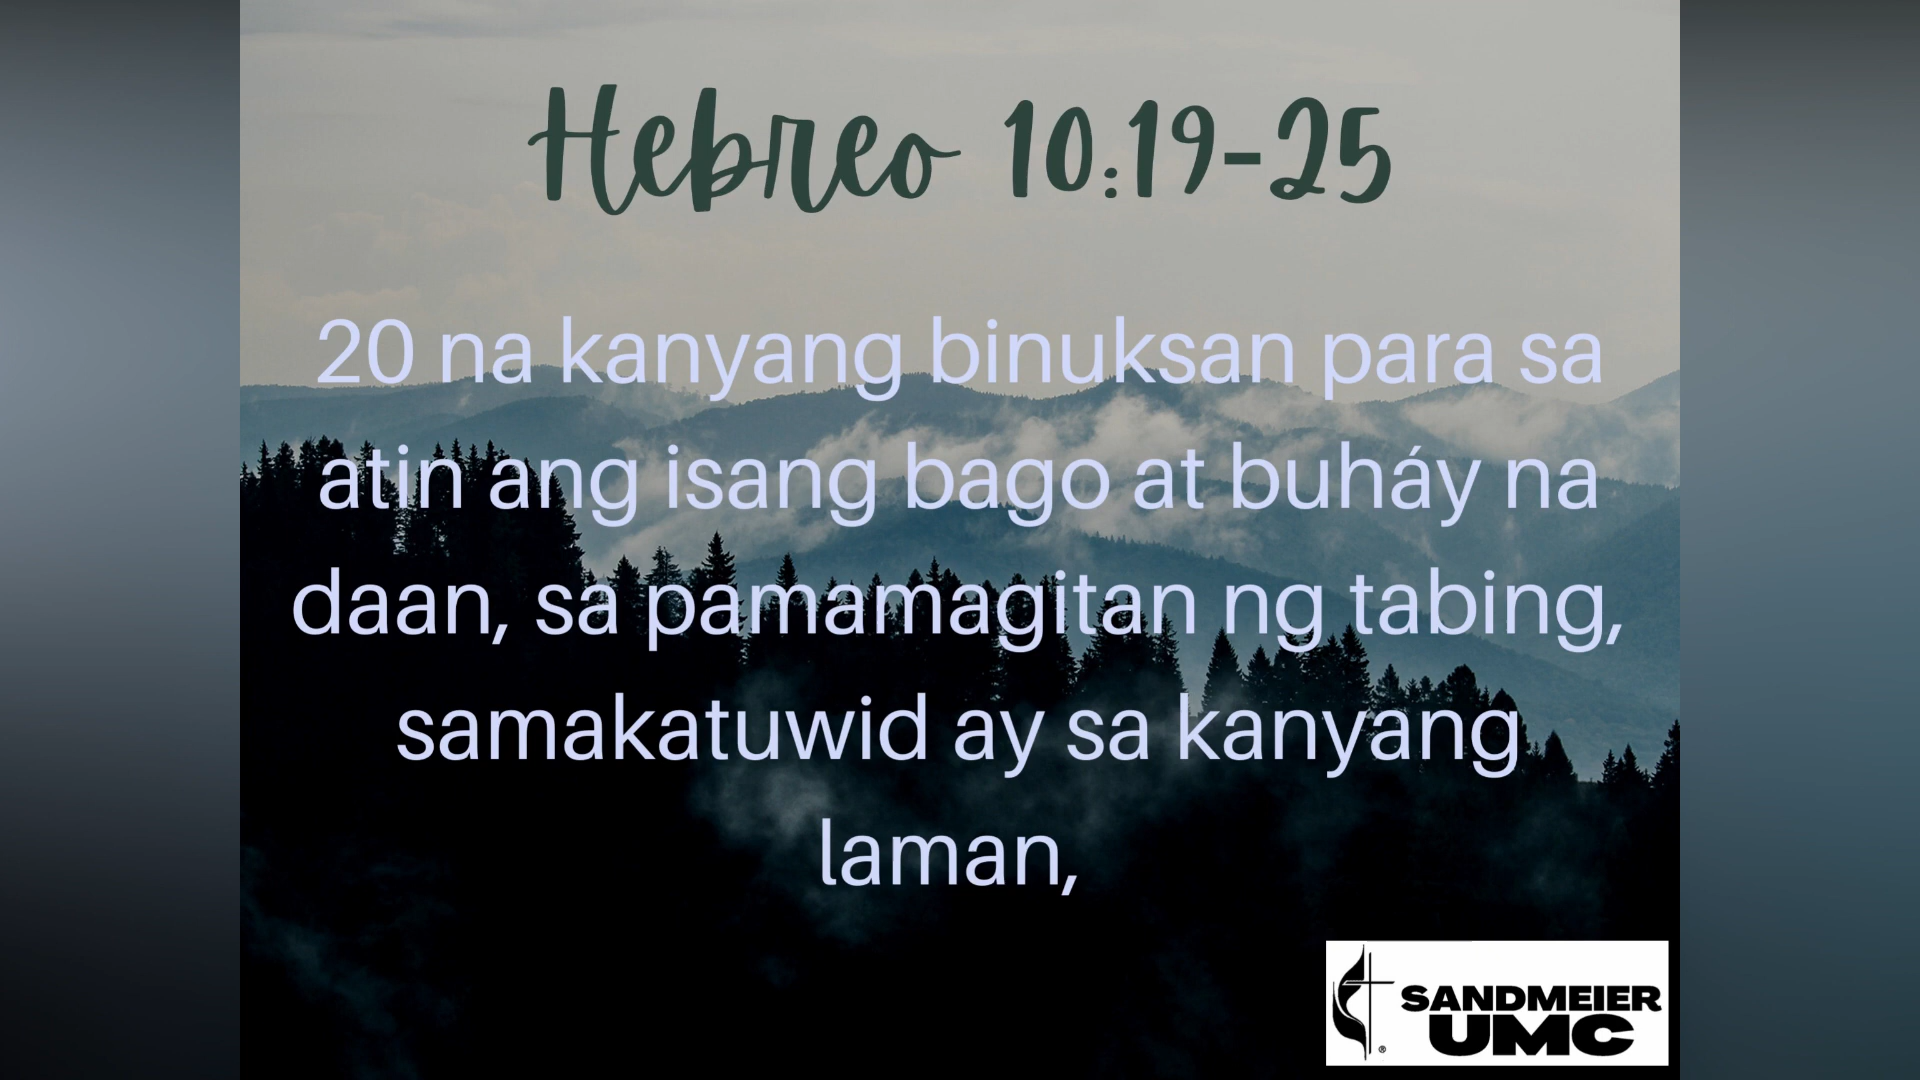 Hebreo 10:19-25
20 na kanyang binuksan para sa
atin ang isang bago at buháy na
daan, sa pamamagitan ng tabing,
samakatuwid ay sa kanyang
laman,
®
SANDMEIER
UMC